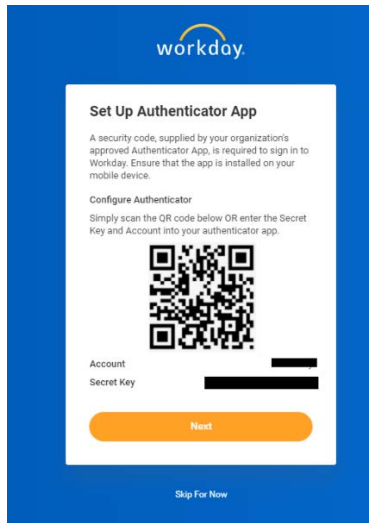 workday.
Set Up Authenticator App
A security code, supplied by your organization's
approved Authenticator App, is required to sign in to
Workday. Ensure that the app is installed on your
mobile device.
Configure Authenticator
Simply scan the QR code below OR enter the Secret
Key and Account into your authenticator app.
Account
Secret Key
Next
Skip For Now